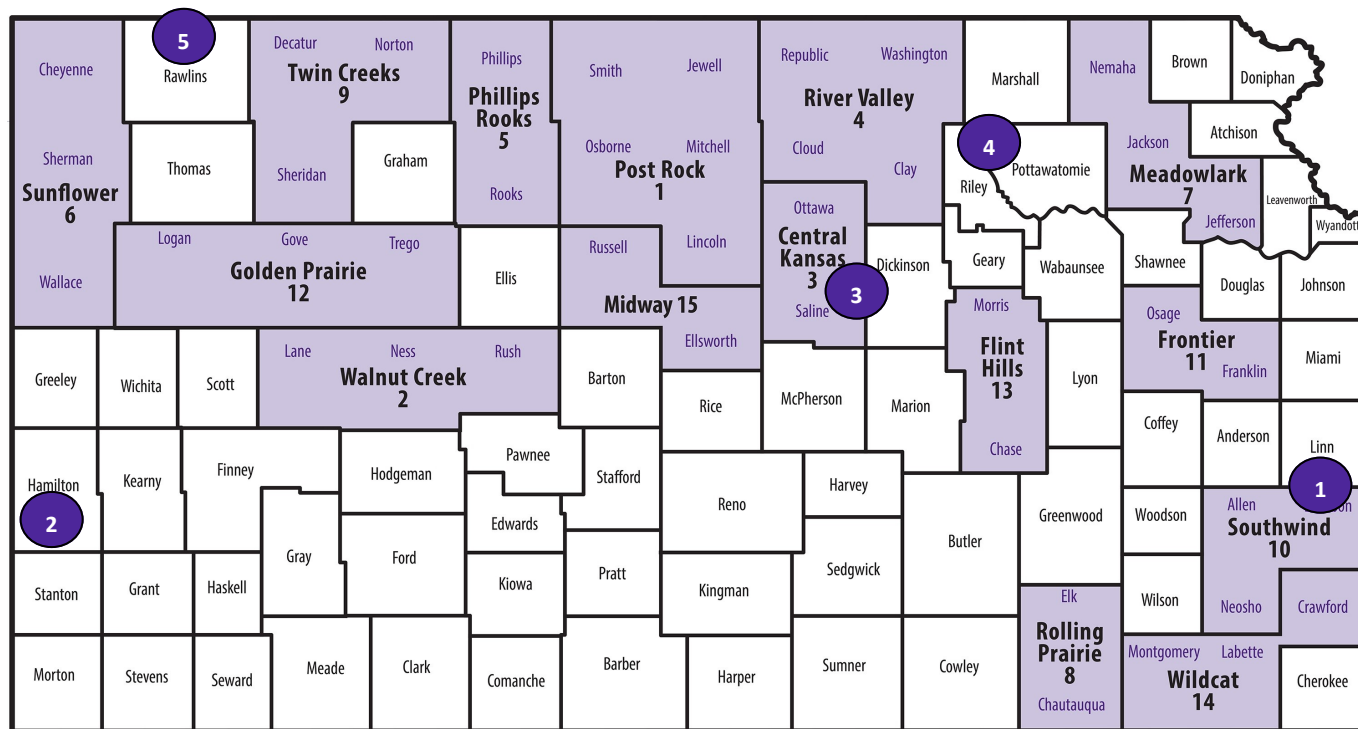 Cheyenne
5
Rawlins
Decatur
Norton
Twin Creeks
9
Phillips
Phillips
Rooks
5
Smith
Jewell
Republic
Washington
River Valley
4
Marshall
Nemaha
Brown
Doniphan
Sherman
Sunflower
6
Thomas
Sheridan
Graham
Rooks
Osborne
Mitchell
Post Rock
1
Cloud
Clay
4
Riley
Pottawatomie
Jackson
Meadowlark
7
Jefferson
Atchison
Leavenworth
Wyandott
Wallace
Logan
Gove
Trego
Golden Prairie
12
Ellis
Russell
Lincoln
Midway 15
Ellsworth
Ottawa
Central
Kansas
3
Saline
3
Dickinson
Geary
Wabaunsee
Shawnee
Douglas
Johnson
Greeley
Wichita
Scott
Lane
Ness
Rush
Walnut Creek
2
Barton
Rice
McPherson
Marion
Morris
Flint
Hills
13
Chase
Lyon
Osage
Frontier
11
Franklin
Miami
Hamilton
2
Kearny
Finney
Hodgeman
Pawnee
Stafford
Reno
Harvey
Coffey
Anderson
Linn
1
Gray
Ford
Edwards
Kiowa
Pratt
Kingman
Sedgwick
Butler
Greenwood
Woodson
Allen
Southwind
10
Neosho
Crawford
Stanton
Grant
Haskell
Wilson
Elk
Rolling
Prairie
8
Chautauqua
Montgomery
Labette
Wildcat
14
Cherokee
Morton
Stevens
Seward
Meade
Clark
Comanche
Barber
Harper
Sumner
Cowley